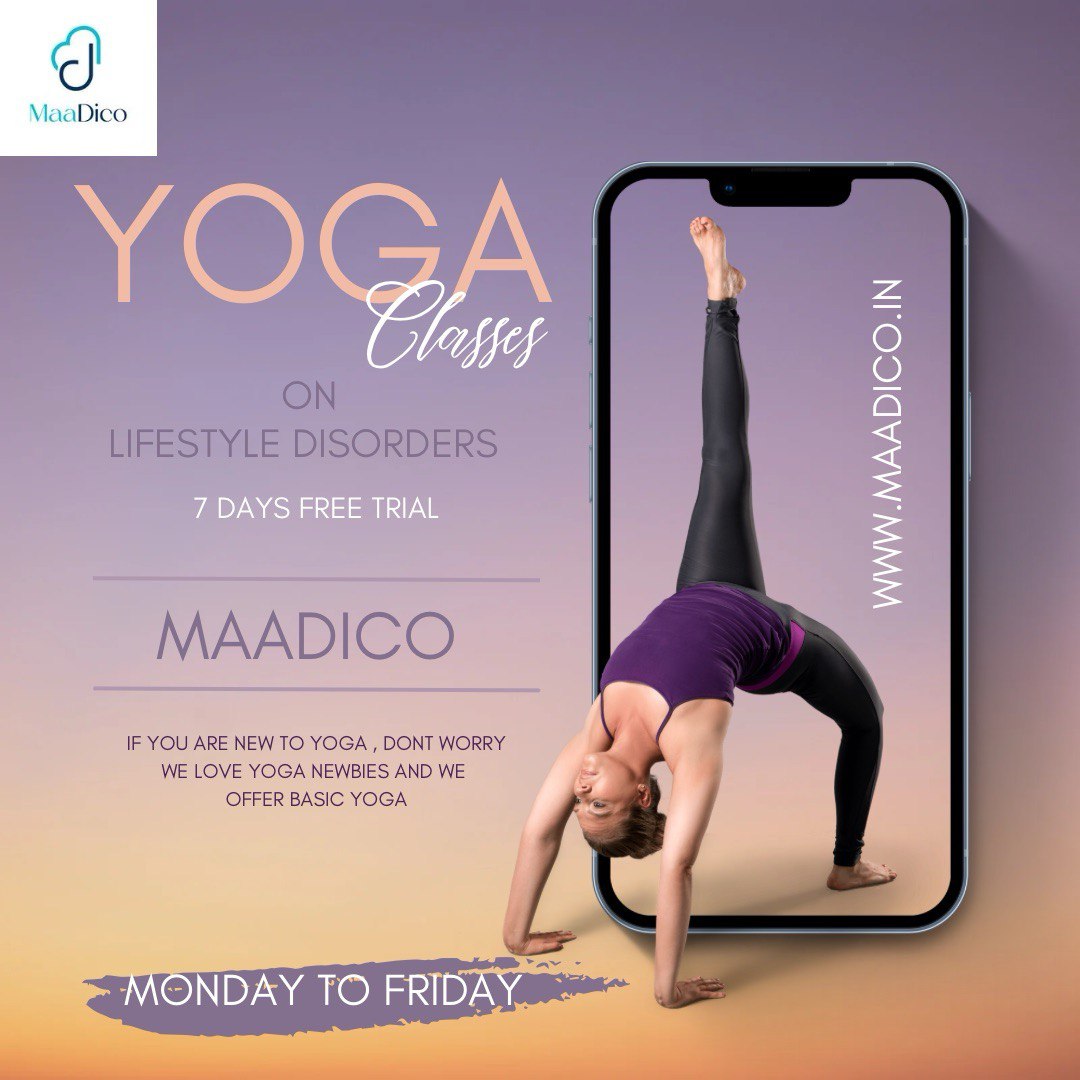 MaaDico
YOGA
Classes
ON
LIFESTYLE DISORDERS
7 DAYS FREE TRIAL
MAADICO
IF YOU ARE NEW TO YOGA , DONT WORRY
WE LOVE YOGA NEWBIES AND WE
OFFER BASIC YOGA
MONDAY TO FRIDAY
WWW.MAADICO.IN